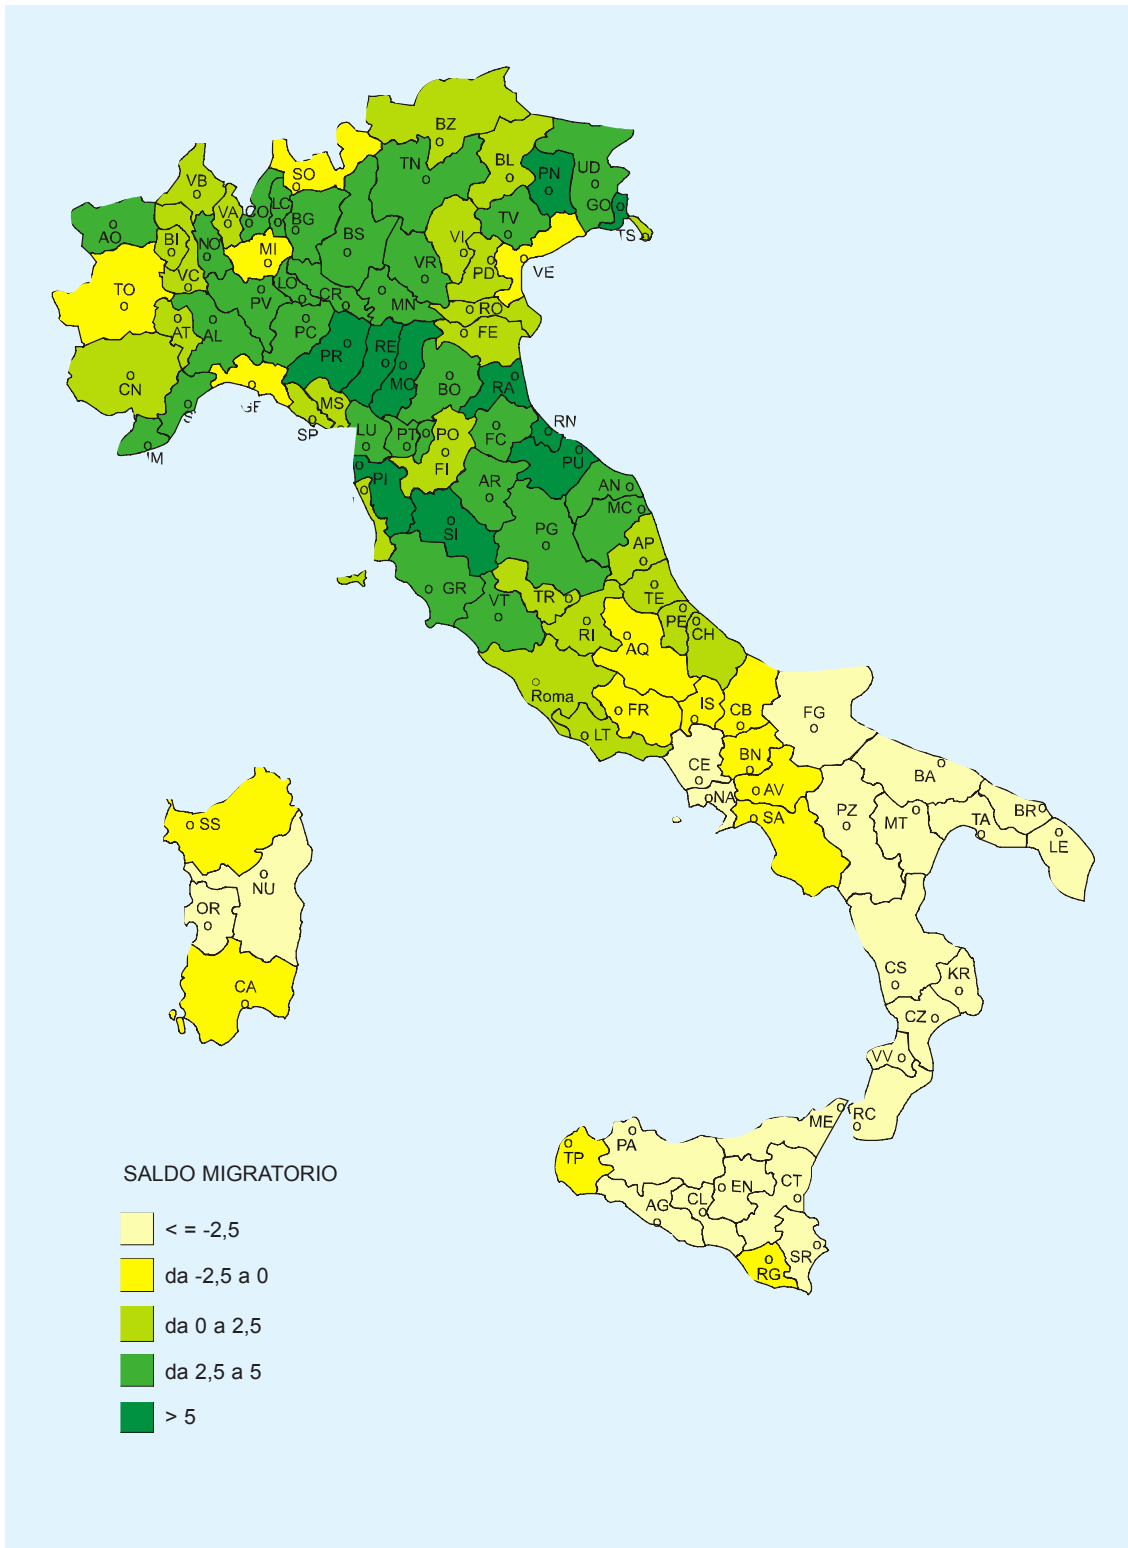 BZ
BL
PN
UD
GO
TS
TN
SO
VB
VA
CO
LC
BG
BS
AO
BI
NO
MI
VI
TV
PD
VE
VR
TO
VC
PV
LO
CR
MN
RO
FE
AT
AL
PC
PR
RE
MO
BO
RA
CN
MS
SP
LU
PT
PO
FI
FC
RN
PU
PI
AR
AN
MC
SI
PG
AP
GR
VT
TR
TE
RI
PE
CH
AQ
Roma
FR
LT
IS
CB
FG
CE
BN
NA
AV
SA
BA
PZ
MT
TA
BR
LE
SS
NU
OR
CA
CS
KR
CZ
VV
RC
ME
PA
TP
AG
CL
EN
CT
SR
RG
SALDO MIGRATORIO
< = -2,5
da -2,5 a 0
da 0 a 2,5
da 2,5 a 5
> 5